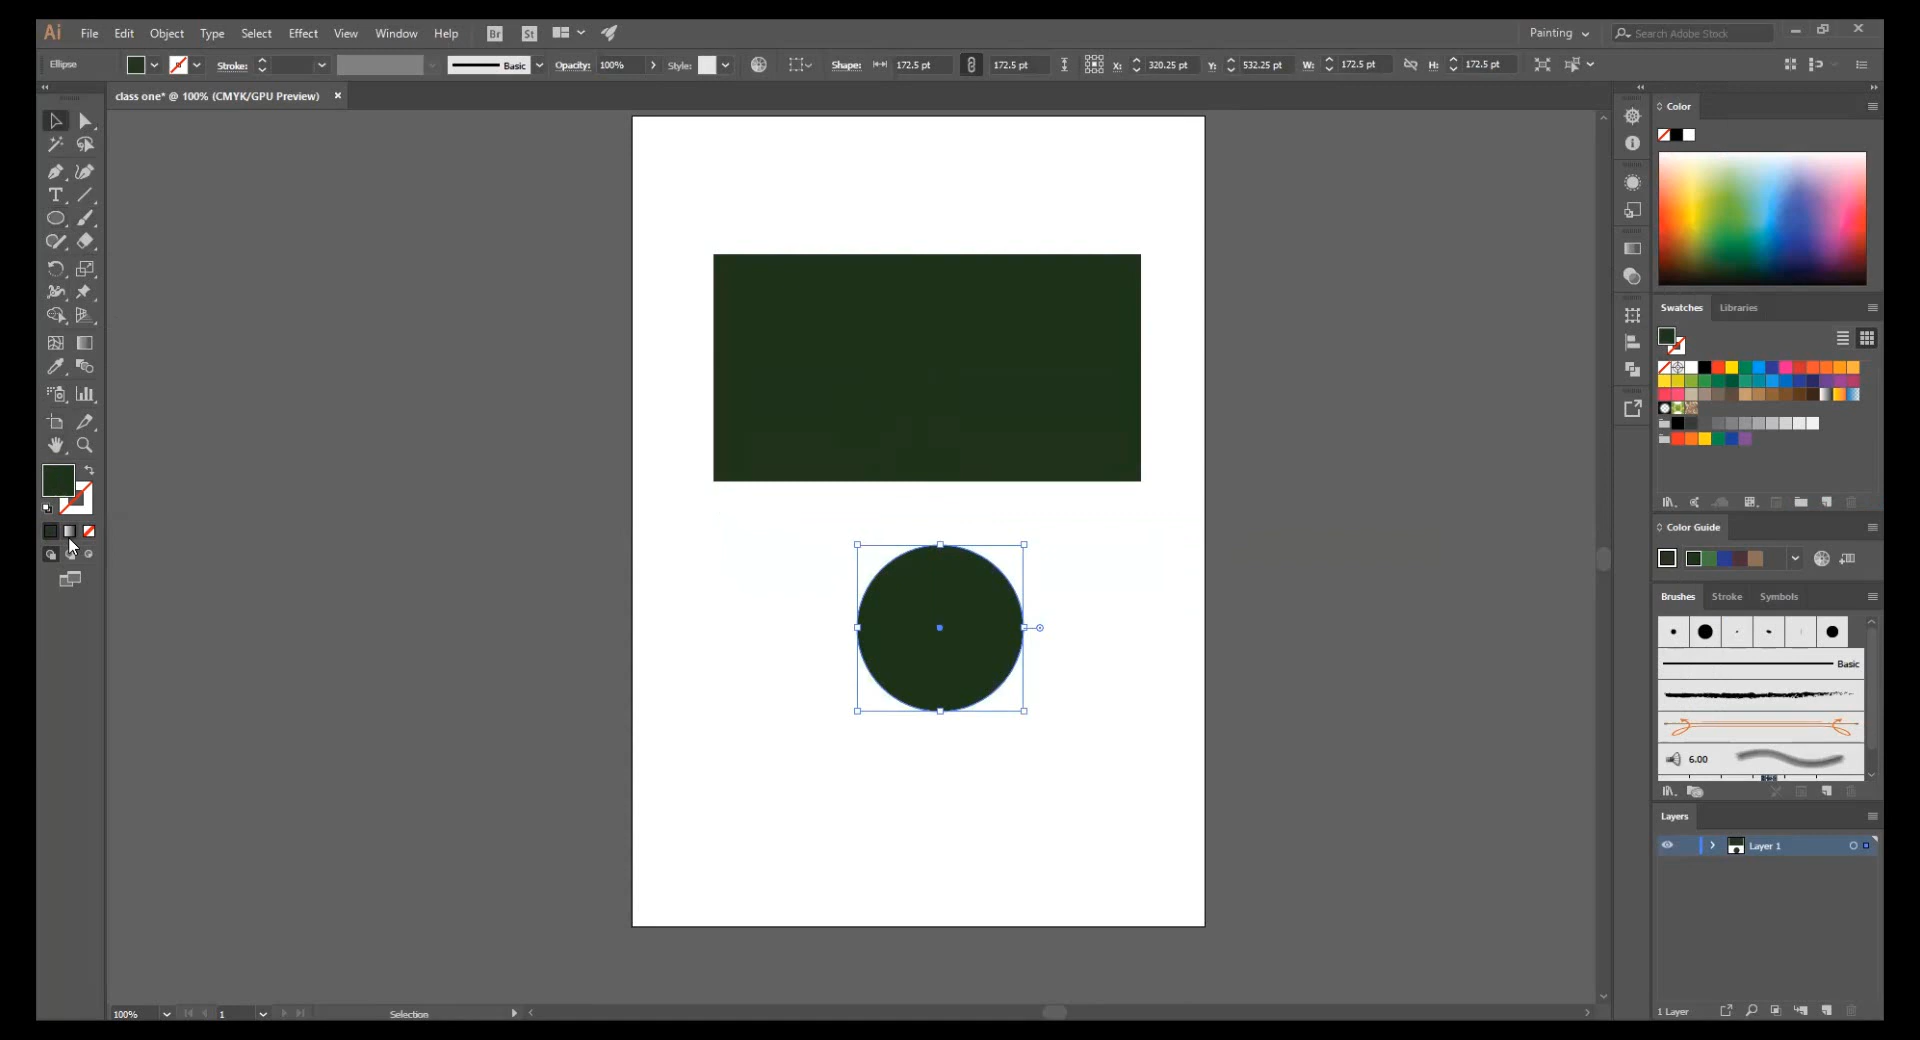 Ai File Edit Object Type Select Effect View Window Help Br St Painting Search Adobe Stock
Ellipse Stroke: Basic Opacity: 100% Style: Shape: 172.5 pt 172.5 pt X: 320.25 pt Y: 532.25 pt W: 172.5 pt H: 172.5 pt
class one* @ 100% (CMYK/GPU Preview) ×
Color
Swatches Libraries
Color Guide
Brushes Stroke Symbols
Basic
6.00
Layers
Layer 1
1 Layer
100% 1 Selection